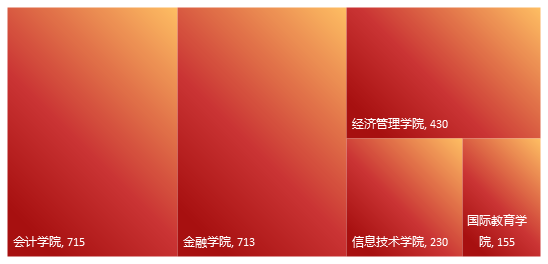 经济管理学院, 430
国际教育学
院, 155
会计学院, 715
金融学院, 713
信息技术学院, 230